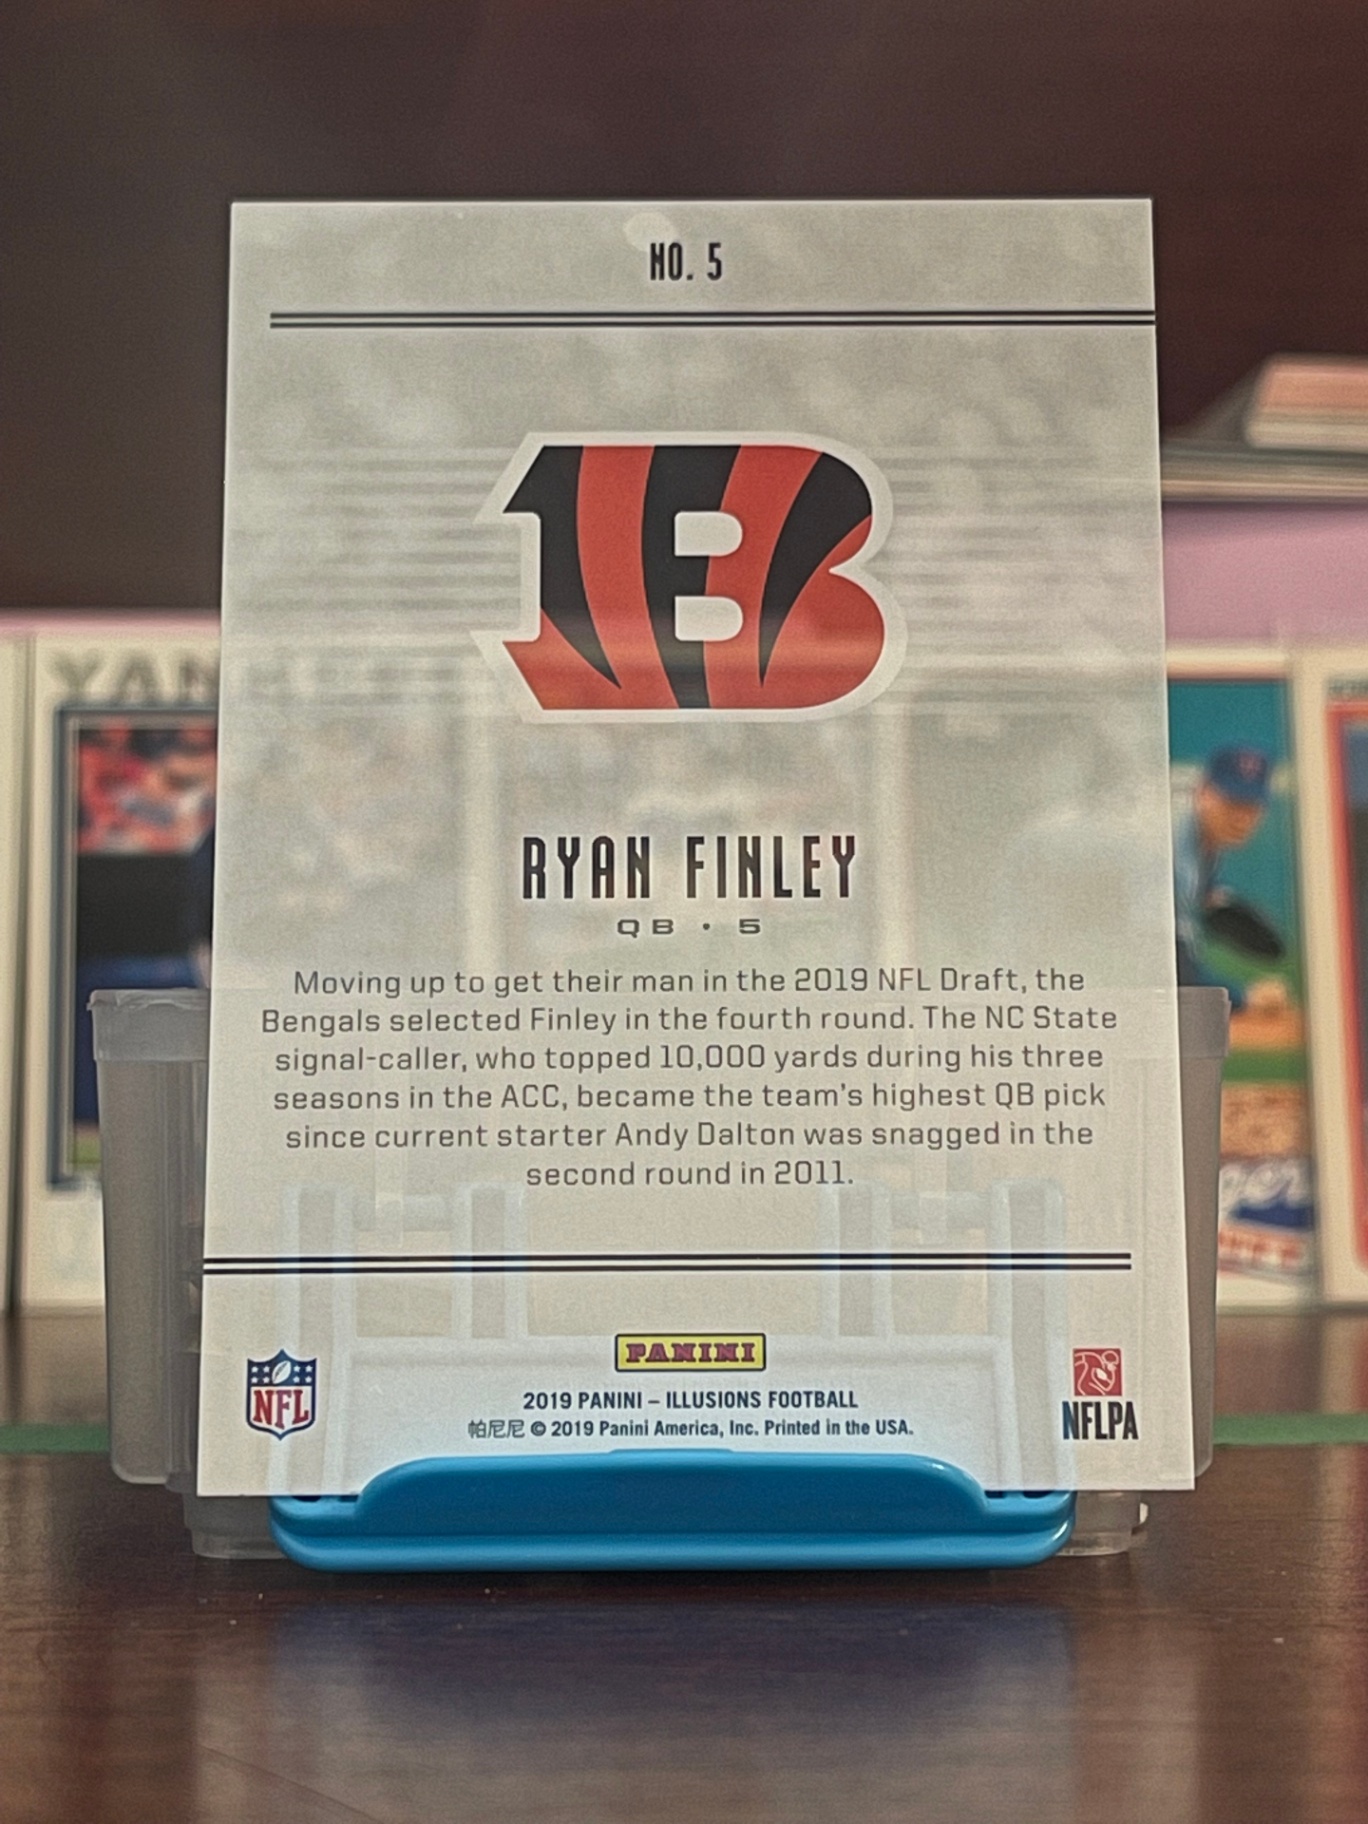 NO. 5
B
YAN
RYAN FINLEY
QB • 5
Moving up to get their man in the 2019 NFL Draft, the
Bengals selected Finley in the fourth round. The NC State
signal-caller, who topped 10,000 yards during his three
seasons in the ACC, became the team's highest QB pick
since current starter Andy Dalton was snagged in the
second round in 2011.
PANINI
NFL
2019 PANINI – ILLUSIONS FOOTBALL
帕尼尼 © 2019 Panini America, Inc. Printed in the USA.
NFLPA